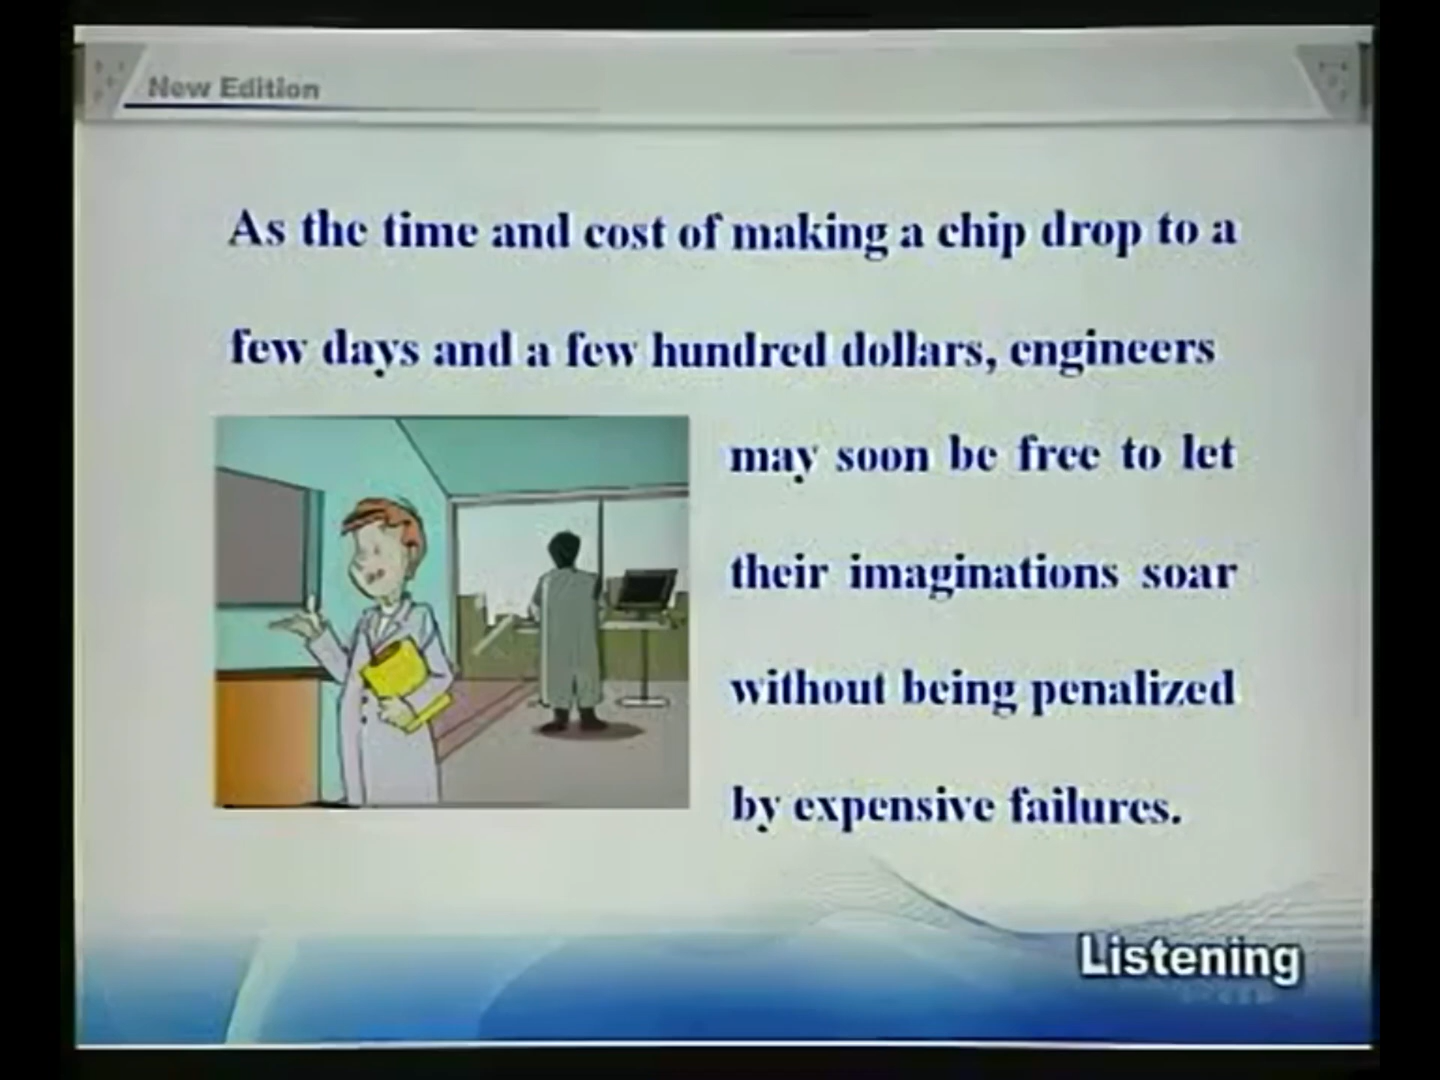 New Edition
As the time and cost of making a chip drop to a
few days and a few hundred dollars, engineers
may soon be free to let
their imaginations soar
without being penalized
by expensive failures.
Listening